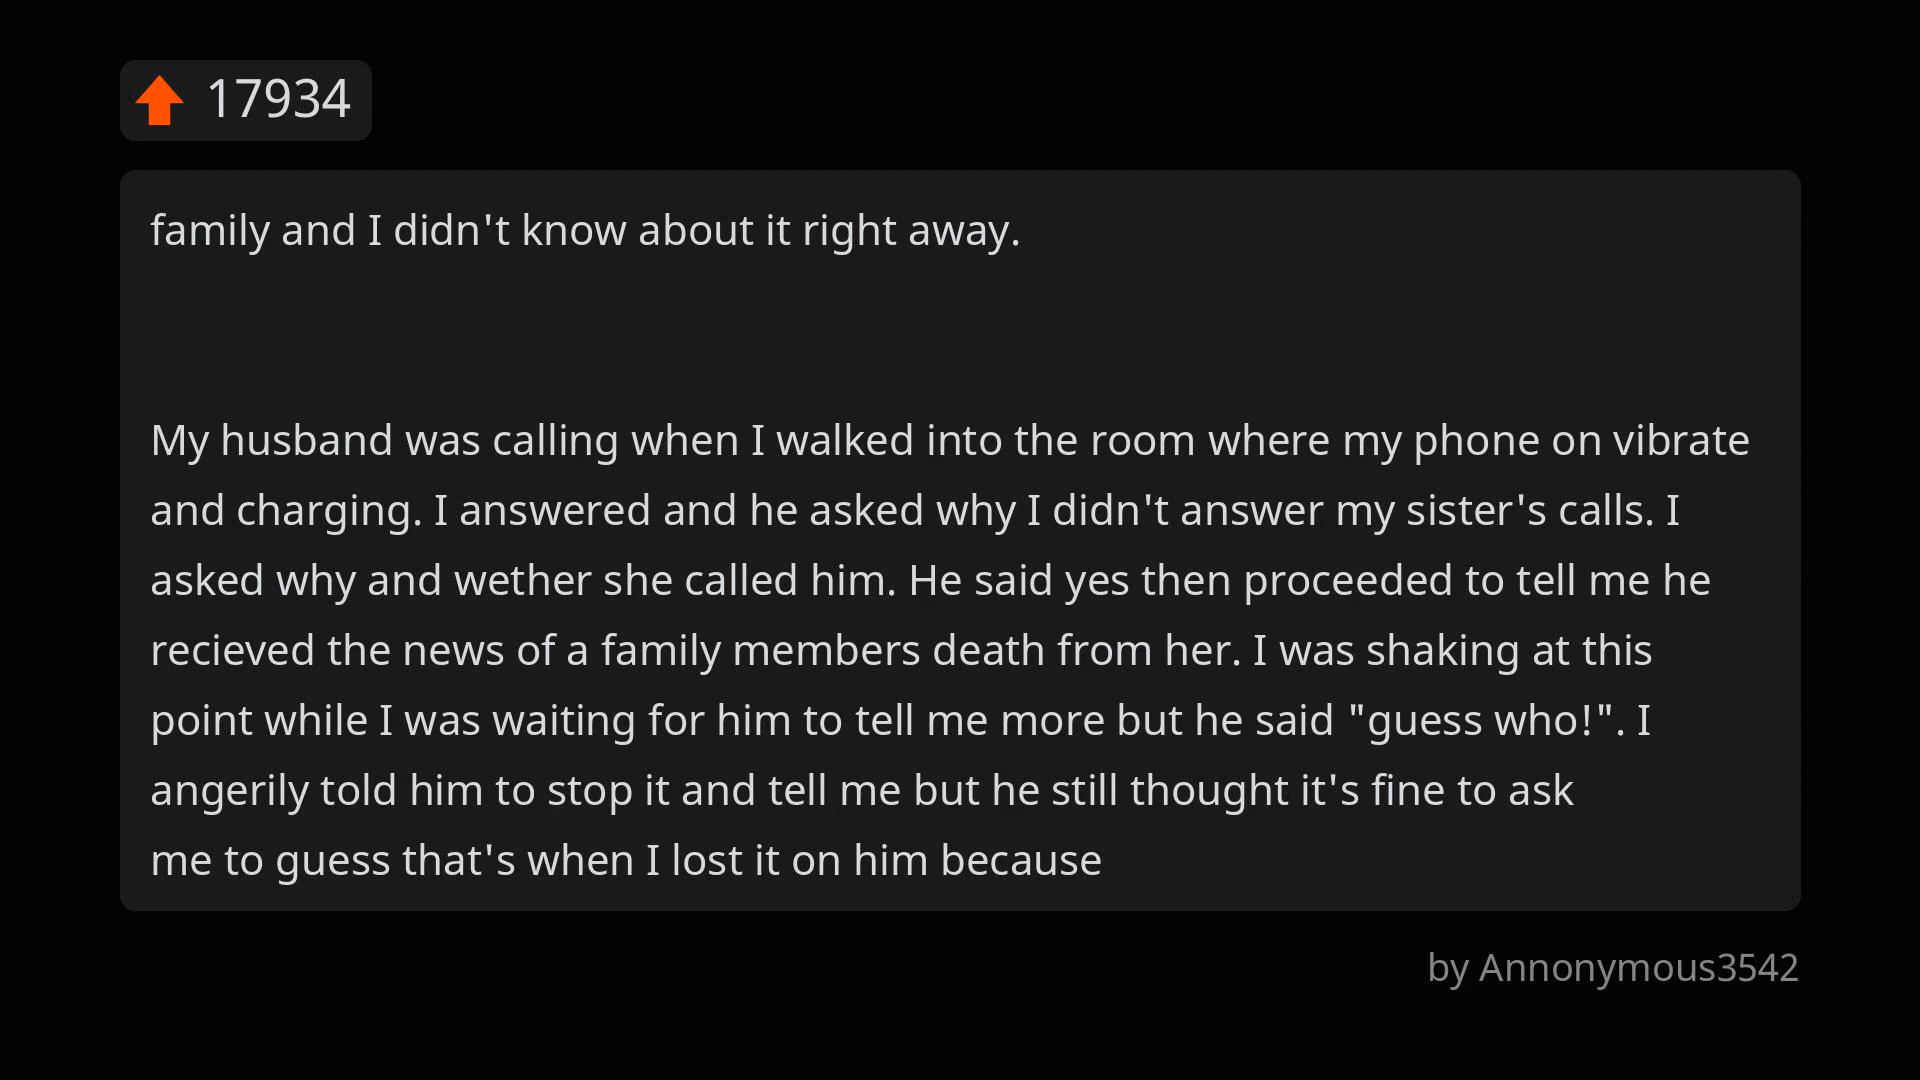 17934
family and I didn't know about it right away.
My husband was calling when I walked into the room where my phone on vibrate
and charging. I answered and he asked why I didn't answer my sister's calls. I
asked why and wether she called him. He said yes then proceeded to tell me he
recieved the news of a family members death from her. I was shaking at this
point while I was waiting for him to tell me more but he said "guess who!". I
angerily told him to stop it and tell me but he still thought it's fine to ask
me to guess that's when I lost it on him because
by Annonymous3542